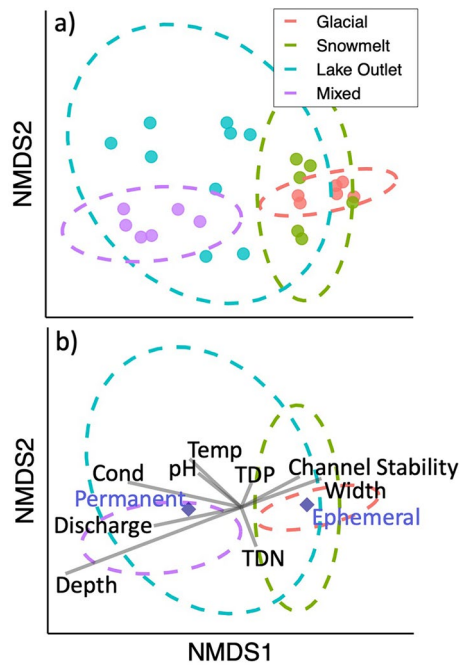 a)
Glacial
Snowmelt
Lake Outlet
Mixed
NMDS2
b)
Temp
pH
TDP
Channel Stability
Cond
Width
Permanent
Ephemeral
Discharge
TDN
Depth
NMDS2
NMDS1